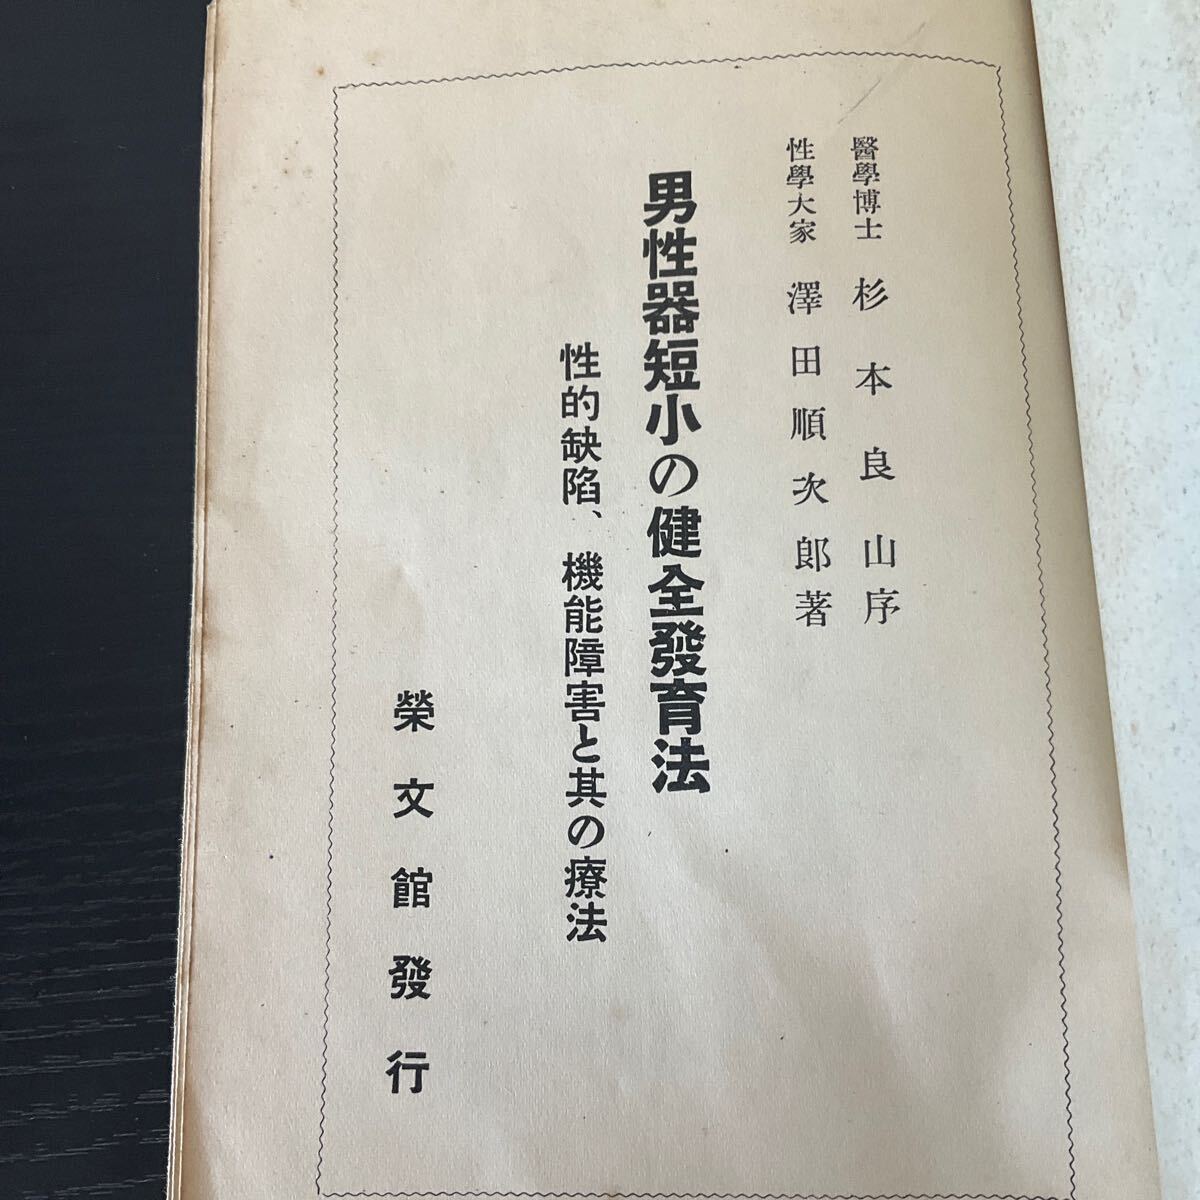 醫學博士 杉本良山序
性學大家 澤田順次郎著
男性器短小の健全發育法
性的缺陷、機能障害と其の療法
榮文館發行